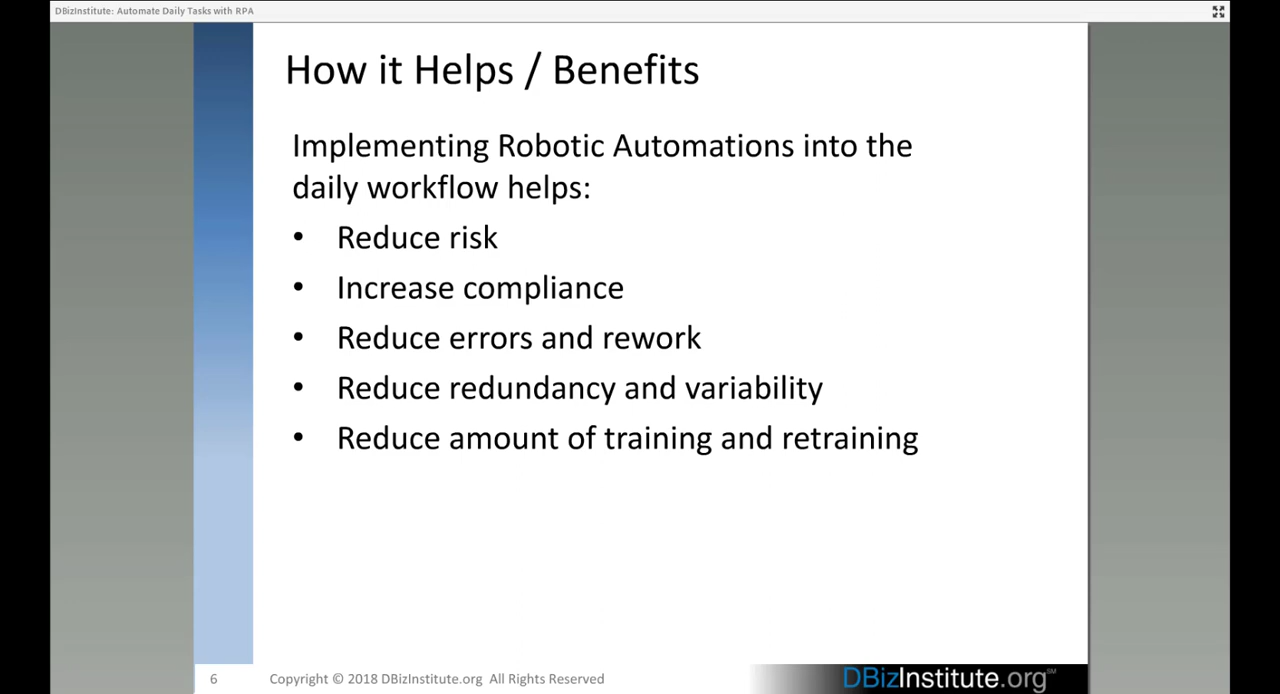 DBizInstitute: Automate Daily Tasks with RPA
How it Helps / Benefits
Implementing Robotic Automations into the
daily workflow helps:
• Reduce risk
• Increase compliance
• Reduce errors and rework
• Reduce redundancy and variability
• Reduce amount of training and retraining
6 Copyright © 2018 DBizInstitute.org All Rights Reserved
DBizInstitute.org℠